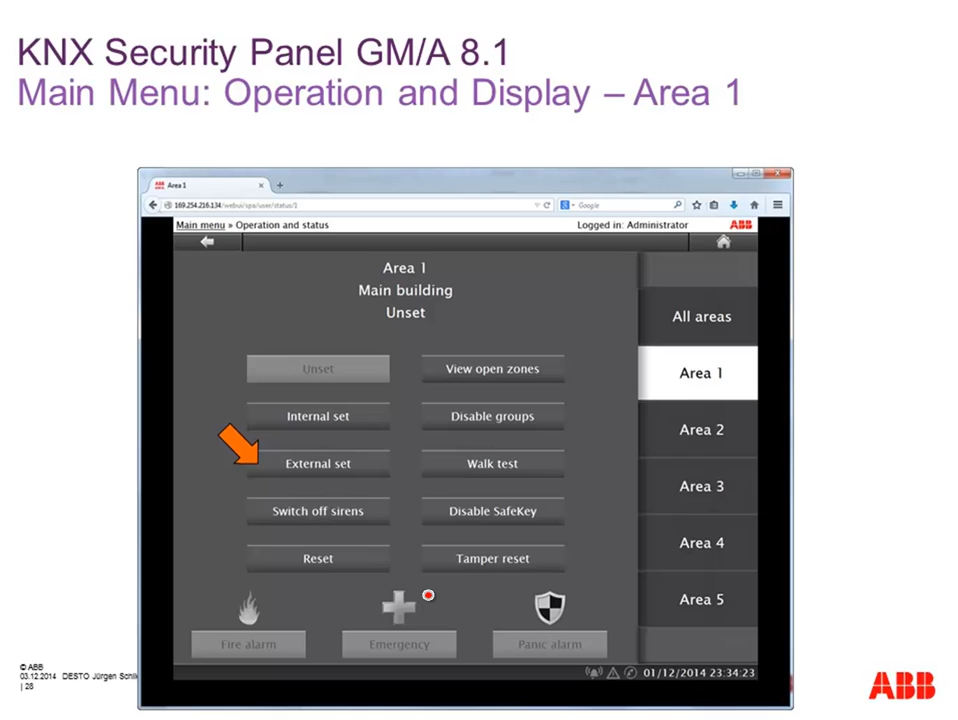 KNX Security Panel GM/A 8.1
Main Menu: Operation and Display – Area 1
ABB Area 1
169.254.216.134/webui/spa/user/status/1
Google
Main menu » Operation and status
Logged in: Administrator
ABB
Area 1
Main building
Unset
Unset
View open zones
Internal set
Disable groups
External set
Walk test
Switch off sirens
Disable SafeKey
Reset
Tamper reset
Fire alarm
Emergency
Panic alarm
All areas
Area 1
Area 2
Area 3
Area 4
Area 5
01/12/2014 23:34:23
© ABB
03.12.2014 DESTO Jürgen
| 28
ABB